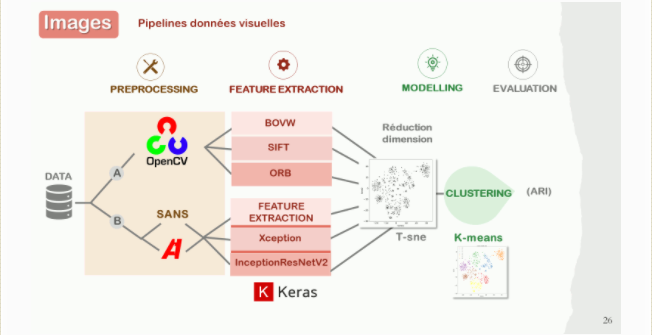 Images
Pipelines données visuelles
PREPROCESSING
FEATURE EXTRACTION
MODELLING
EVALUATION
BOVW
SIFT
ORB
OpenCV
Réduction
dimension
DATA
A
B
SANS
FEATURE
EXTRACTION
Xception
InceptionResNetV2
CLUSTERING
(ARI)
T-sne
K-means
K Keras
26